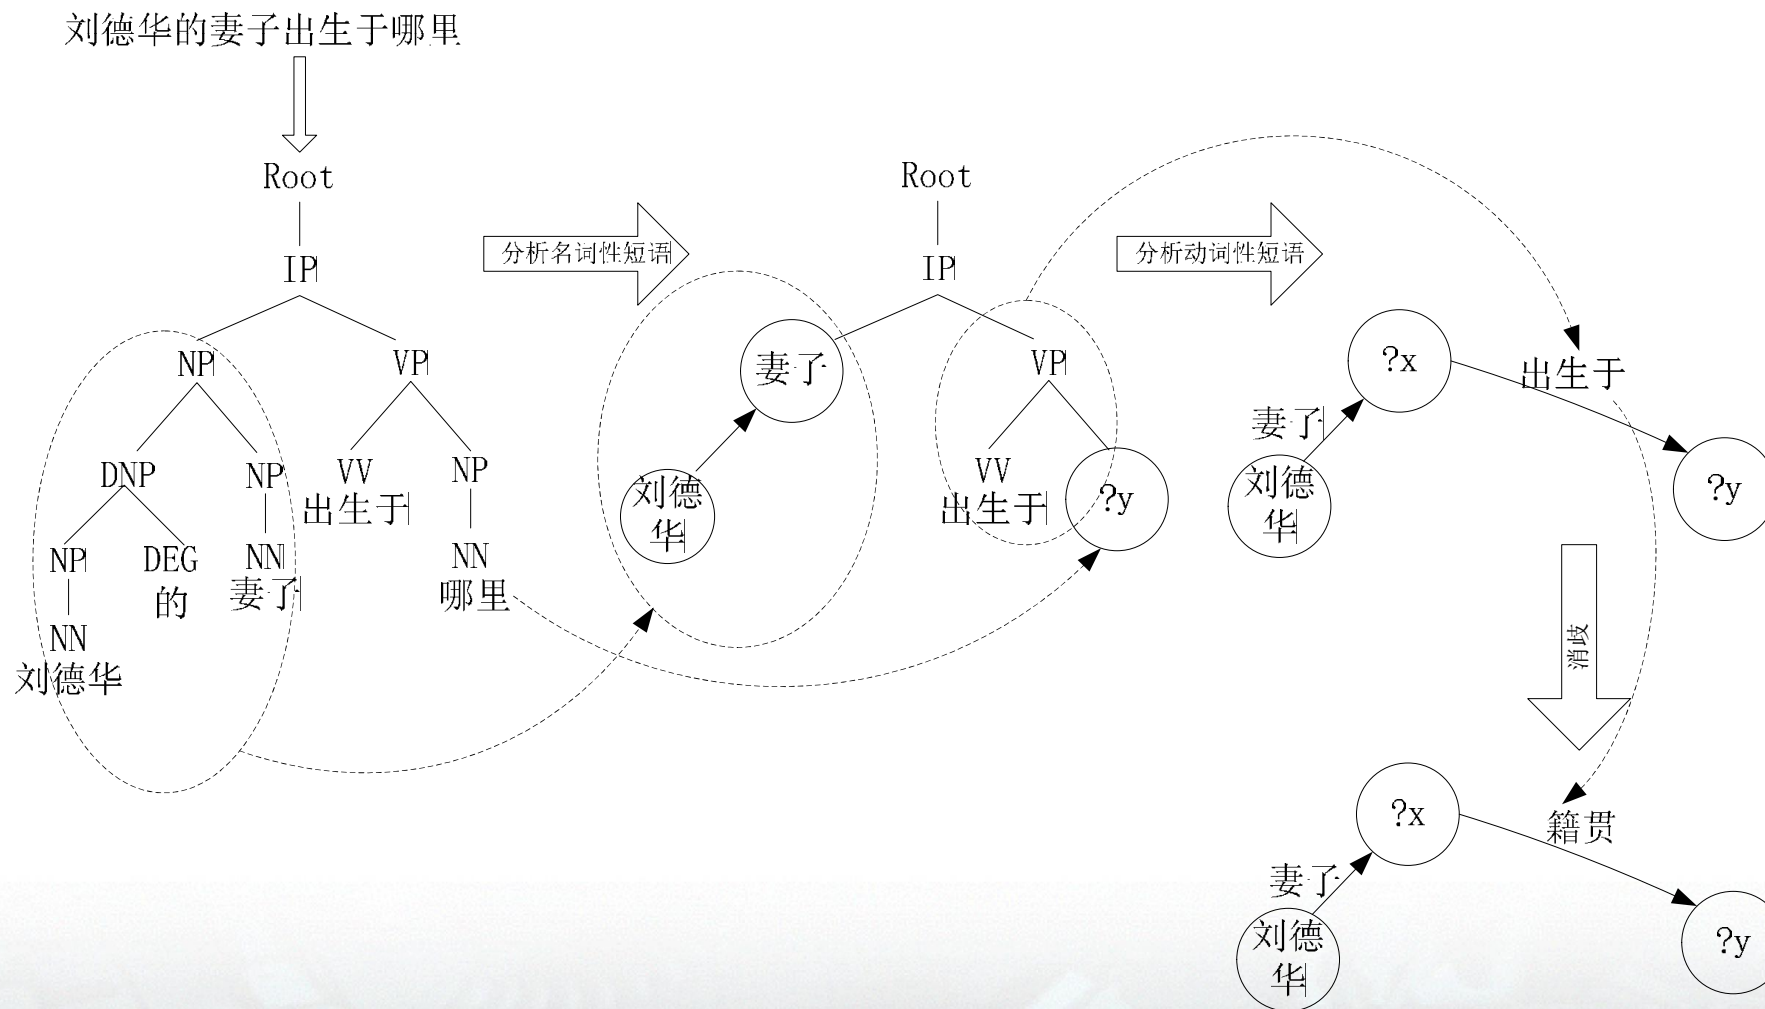 刘德华的妻子出生于哪里
Root
IP
NP
VP
DNP
NP
VV
出生于
NP
NP
DEG
的
NN
妻子
NN
哪里
NN
刘德华
分析名词性短语
Root
IP
妻子
VP
刘德
华
VV
出生于
?y
分析动词性短语
?x
出生于
妻子
刘德
华
?y
消歧
?x
籍贯
妻子
刘德
华
?y